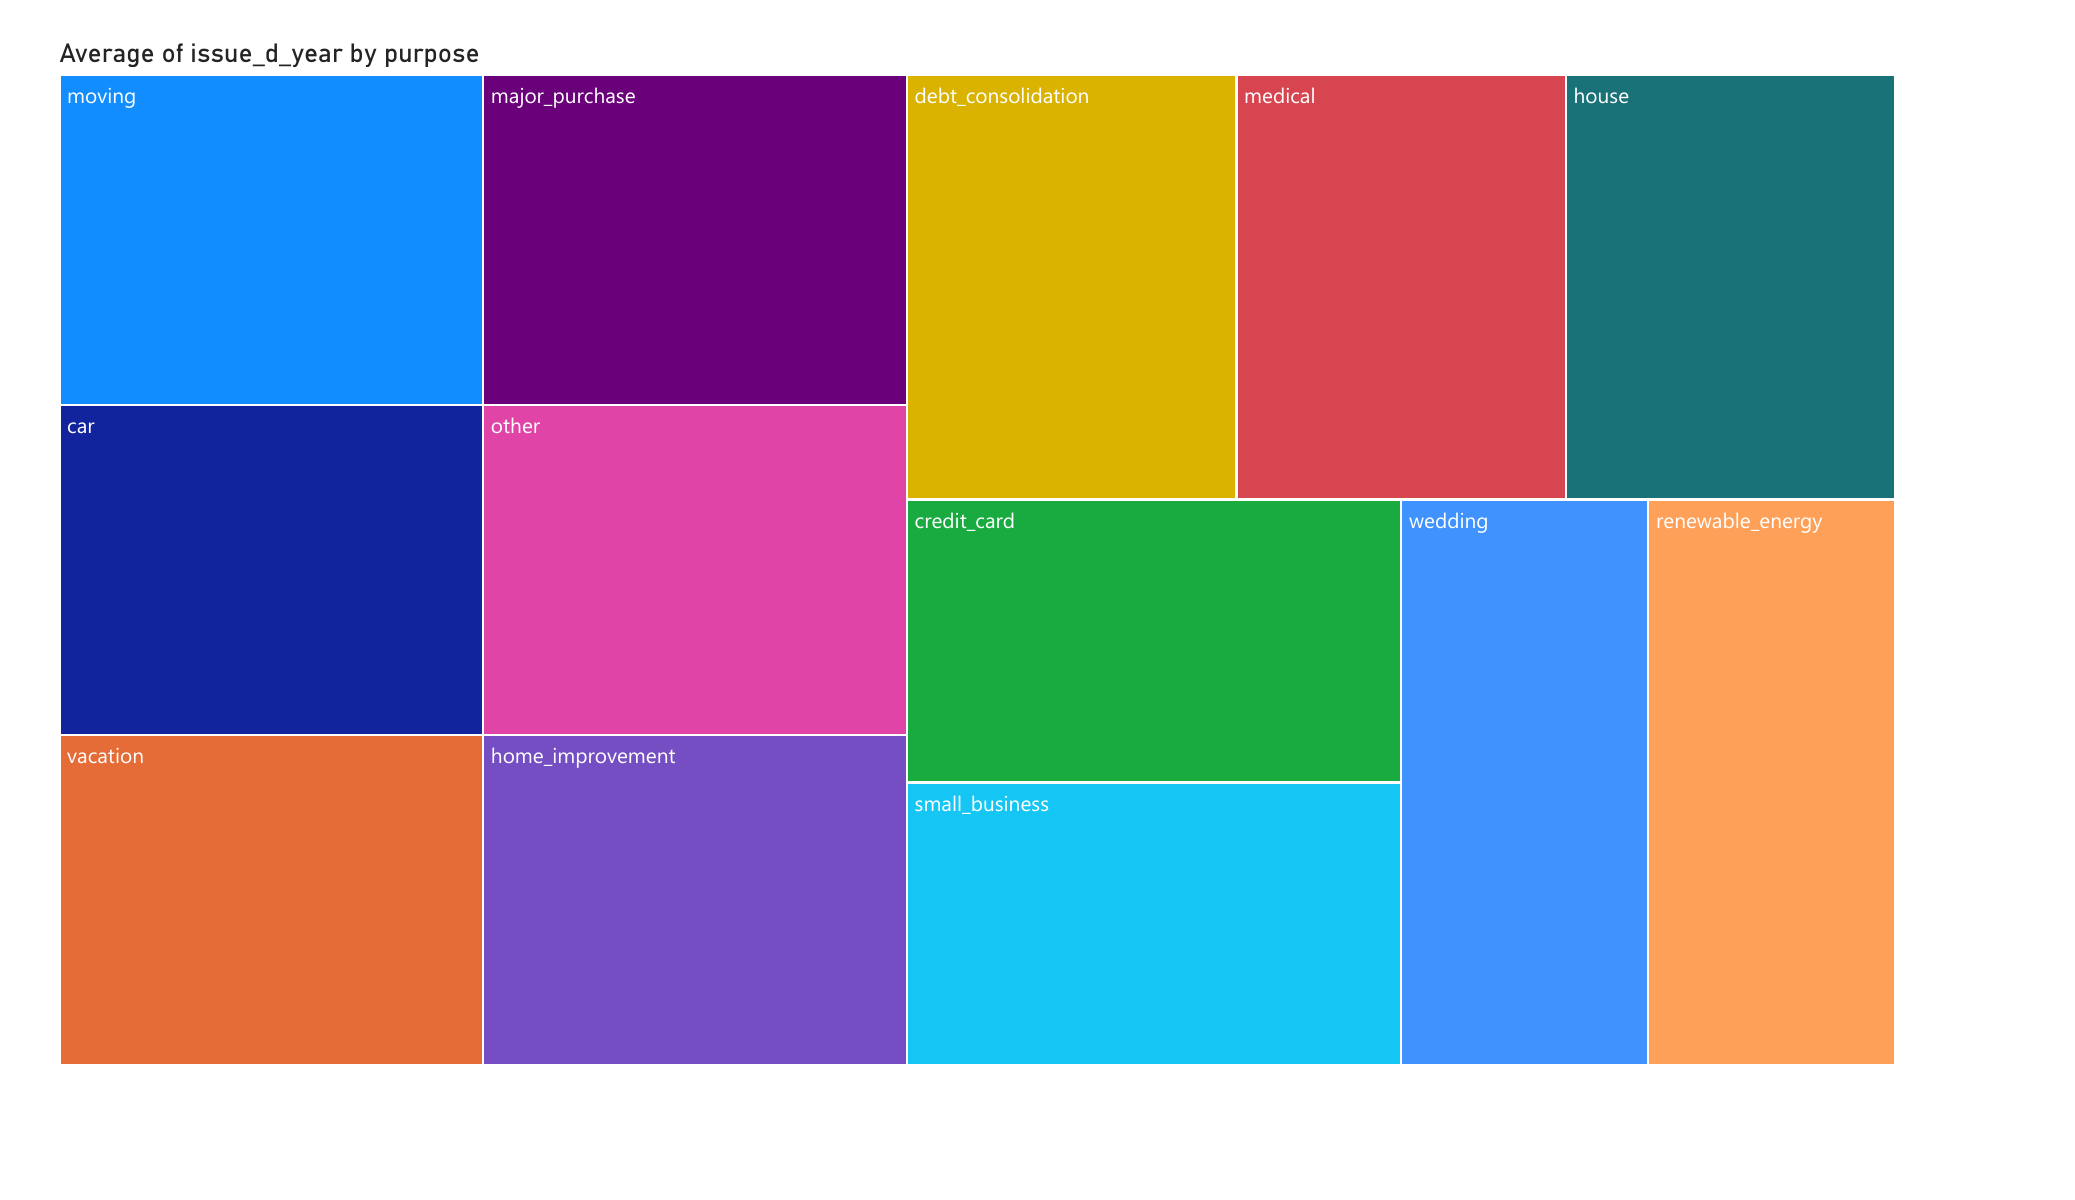 Average of issue_d_year by purpose
moving
major_purchase
debt_consolidation
medical
house
car
other
credit_card
wedding
renewable_energy
vacation
home_improvement
small_business